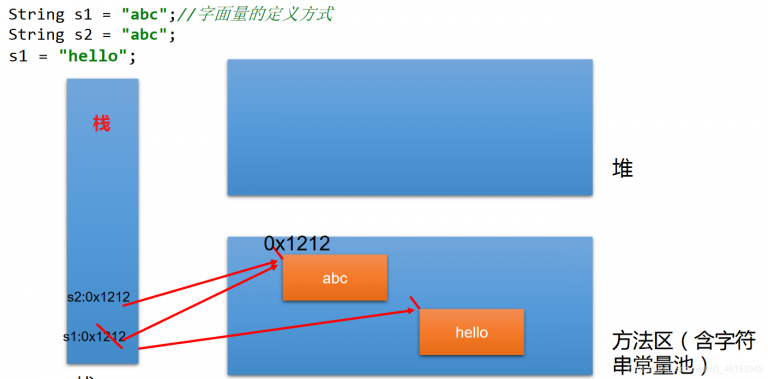 String s1 = "abc";//字面量的定义方式
String s2 = "abc";
s1 = "hello";
栈
堆
0x1212
abc
s2:0x1212
s1:0x1212
hello
方法区（含字符
串常量池）